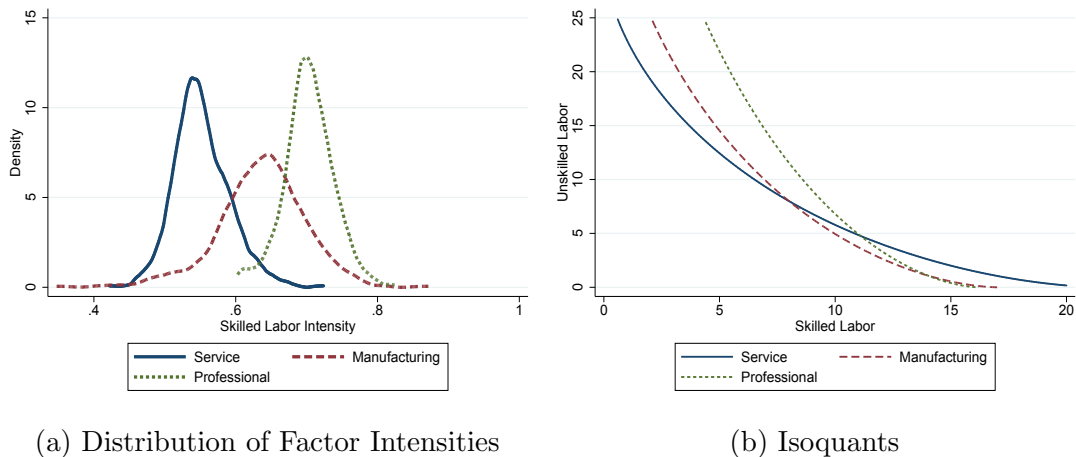 15
10
Density
5
0
.4 .6 .8 1
Skilled Labor Intensity
Service Manufacturing
Professional
(a) Distribution of Factor Intensities
25
20
15
Unskilled Labor
10
5
0
0 5 10 15 20
Skilled Labor
Service Manufacturing
Professional
(b) Isoquants